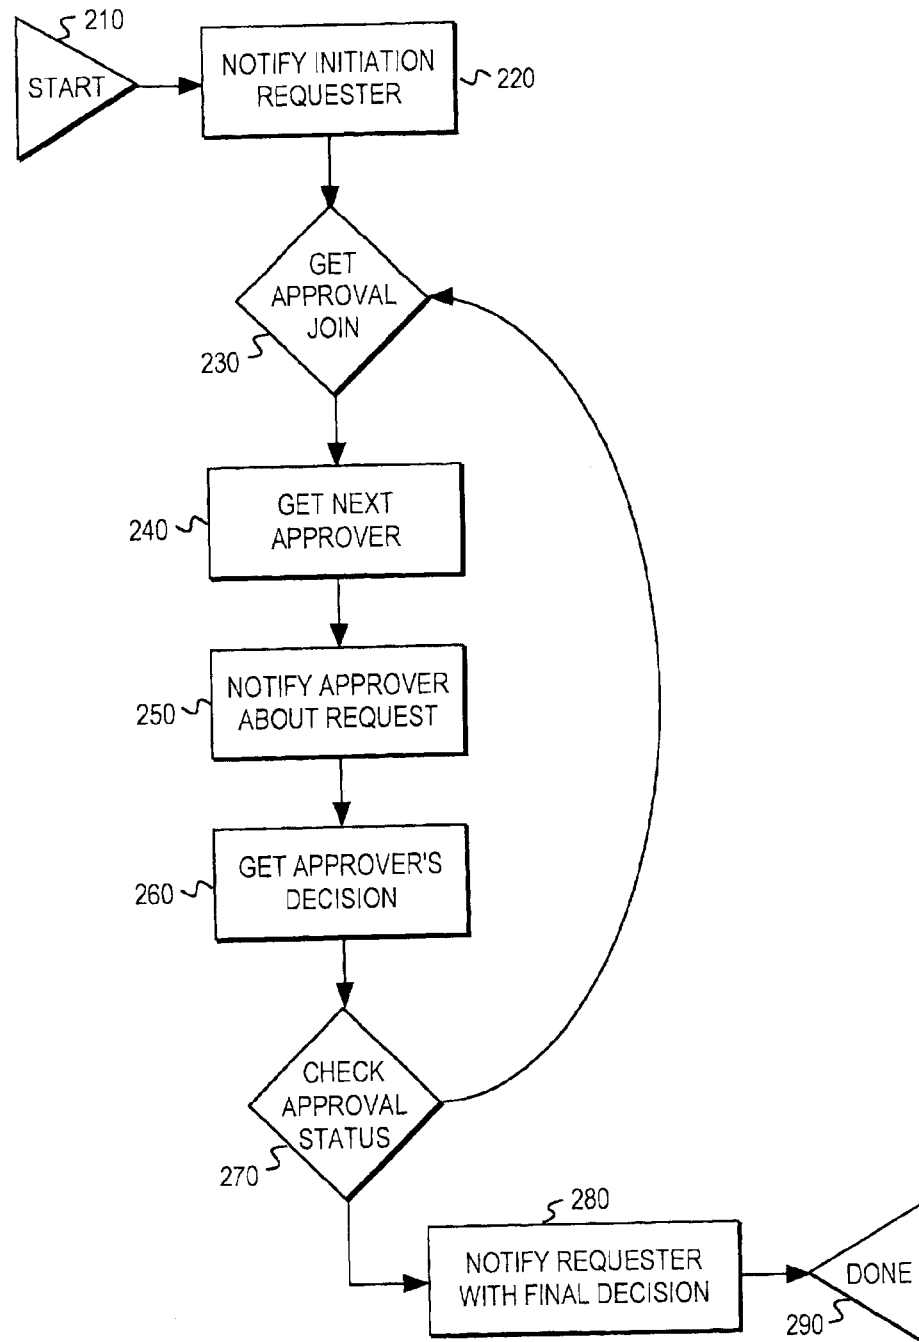 210
START
NOTIFY INITIATION
REQUESTER
220
GET
APPROVAL
JOIN
230
GET NEXT
APPROVER
240
NOTIFY APPROVER
ABOUT REQUEST
250
GET APPROVER'S
DECISION
260
CHECK
APPROVAL
STATUS
270
280
NOTIFY REQUESTER
WITH FINAL DECISION
DONE
290